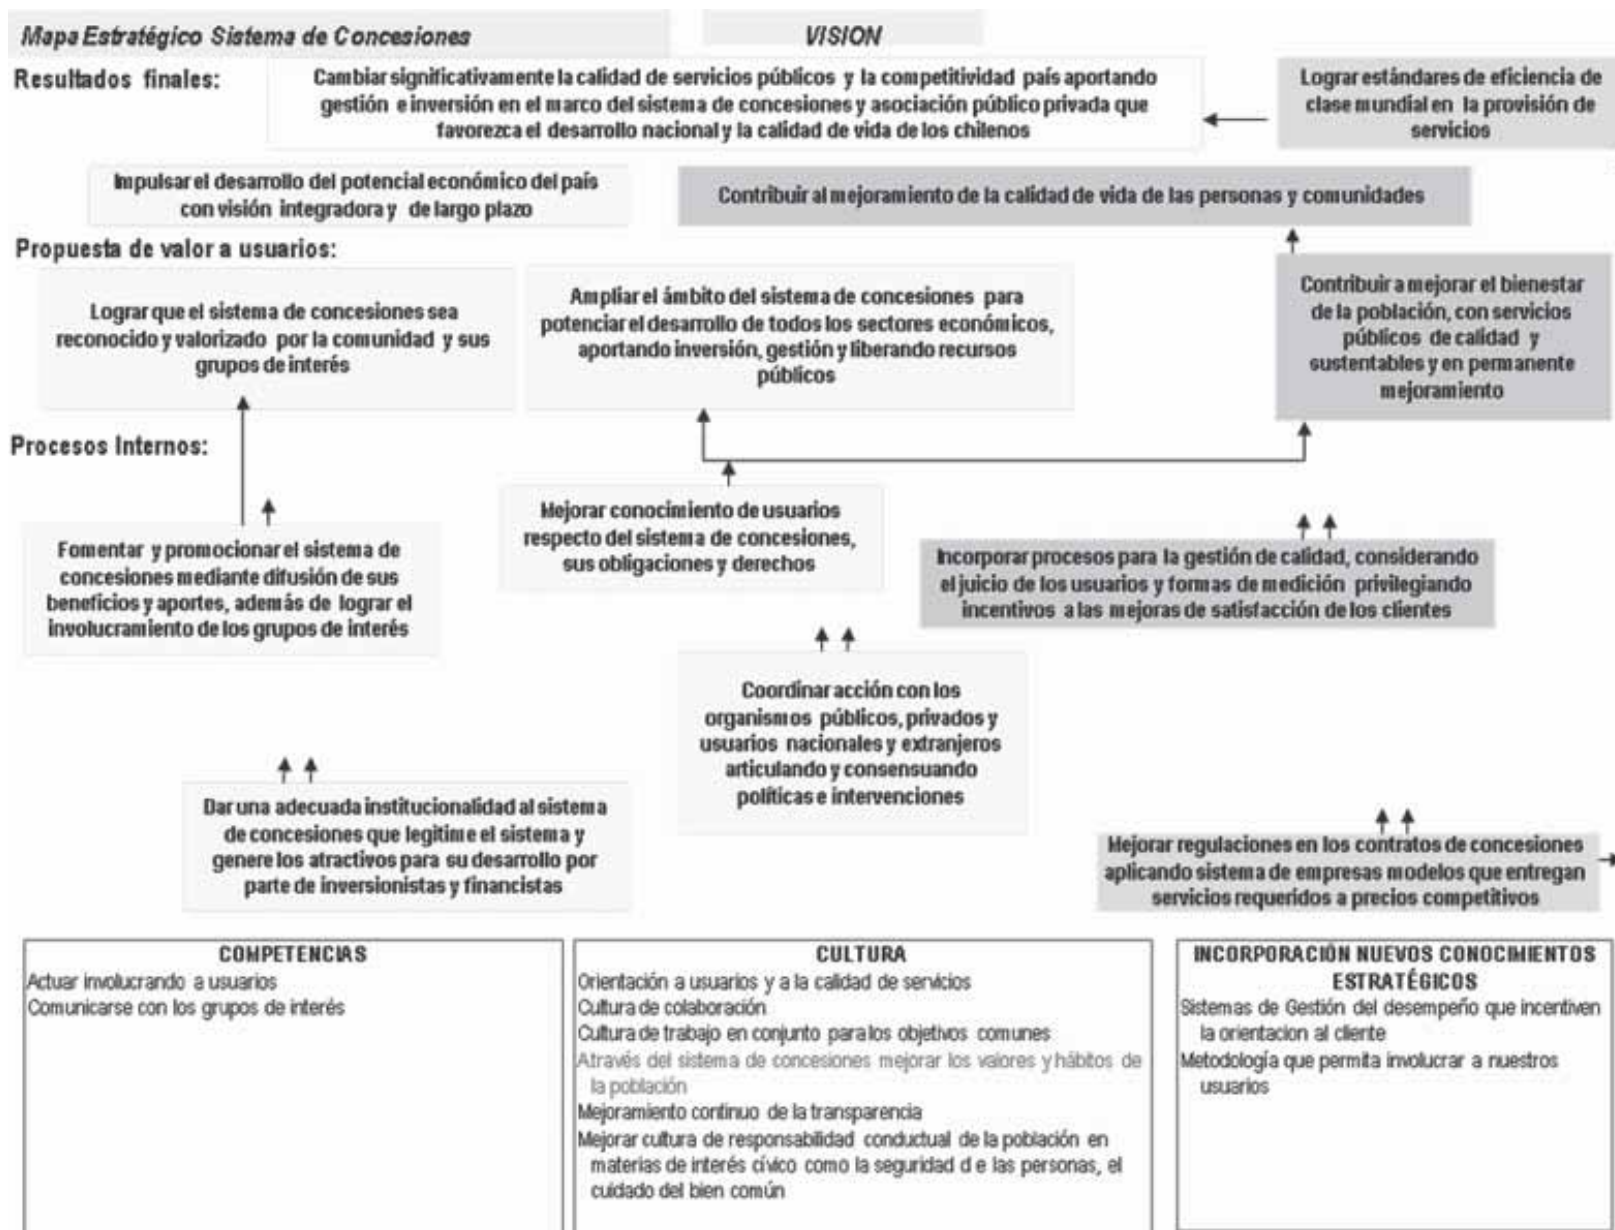 Mapa Estratégico Sistema de Concesiones
VISION
Resultados finales:
Cambiar significativamente la calidad de servicios públicos y la competitividad país aportando
gestión e inversión en el marco del sistema de concesiones y asociación público privada que
favorezca el desarrollo nacional y la calidad de vida de los chilenos
Lograr estándares de eficiencia de
clase mundial en la provisión de
servicios
Impulsar el desarrollo del potencial económico del país
con visión integradora y de largo plazo
Contribuir al mejoramiento de la calidad de vida de las personas y comunidades
Propuesta de valor a usuarios:
Lograr que el sistema de concesiones sea
reconocido y valorizado por la comunidad y sus
grupos de interés
Ampliar el ámbito del sistema de concesiones para
potenciar el desarrollo de todos los sectores económicos,
aportando inversión, gestión y liberando recursos
públicos
Contribuir a mejorar el bienestar
de la población, con servicios
públicos de calidad y
sustentables y en permanente
mejoramiento
Procesos Internos:
Fomentar y promocionar el sistema de
concesiones mediante difusión de sus
beneficios y aportes, además de lograr el
involucramiento de los grupos de interés
Mejorar conocimiento de usuarios
respecto del sistema de concesiones,
sus obligaciones y derechos
Incorporar procesos para la gestión de calidad, considerando
el juicio de los usuarios y formas de medición privilegiando
incentivos a las mejoras de satisfacción de los clientes
Coordinar acción con los
organismos públicos, privados y
usuarios nacionales y extranjeros
articulando y consensuando
políticas e intervenciones
Dar una adecuada institucionalidad al sistema
de concesiones que legitime el sistema y
genere los atractivos para su desarrollo por
parte de inversionistas y financistas
Mejorar regulaciones en los contratos de concesiones
aplicando sistema de empresas modelos que entregan
servicios requeridos a precios competitivos
COMPETENCIAS
Actuar involucrando a usuarios
Comunicarse con los grupos de interés
CULTURA
Orientación a usuarios y a la calidad de servicios
Cultura de colaboración
Cultura de trabajo en conjunto para los objetivos comunes
Através del sistema de concesiones mejorar los valores y hábitos de
la población
Mejoramiento continuo de la transparencia
Mejorar cultura de responsabilidad conductual de la población en
materias de interés cívico como la seguridad d e las personas, el
cuidado del bien común
INCORPORACIÓN NUEVOS CONOCIMIENTOS
ESTRATÉGICOS
Sistemas de Gestión del desempeño que incentiven
la orientacion al cliente
Metodología que permita involucrar a nuestros
usuarios